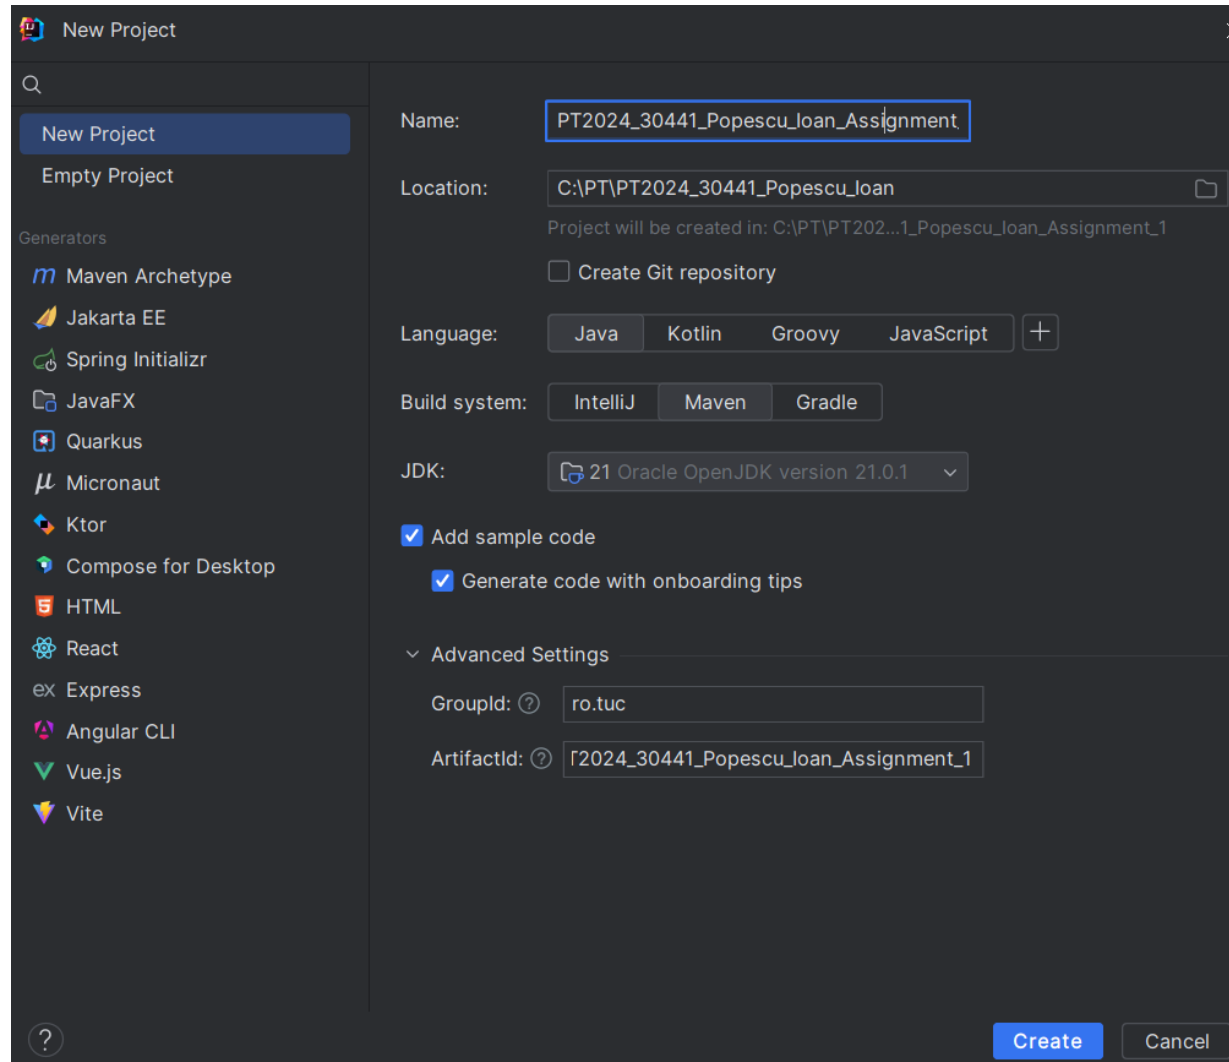 New Project
New Project
Empty Project
Generators
Maven Archetype
Jakarta EE
Spring Initializr
JavaFX
Quarkus
Micronaut
Ktor
Compose for Desktop
HTML
React
Express
Angular CLI
Vue.js
Vite
Name: PT2024_30441_Popescu_Ioan_Assignment_
Location: C:\PT\PT2024_30441_Popescu_Ioan
Project will be created in: C:\PT\PT202...1_Popescu_Ioan_Assignment_1
Create Git repository
Language: Java Kotlin Groovy JavaScript +
Build system: IntelliJ Maven Gradle
JDK: 21 Oracle OpenJDK version 21.0.1
Add sample code
Generate code with onboarding tips
Advanced Settings
GroupId: ? ro.tuc
ArtifactId: ? T2024_30441_Popescu_Ioan_Assignment_1
? Create Cancel